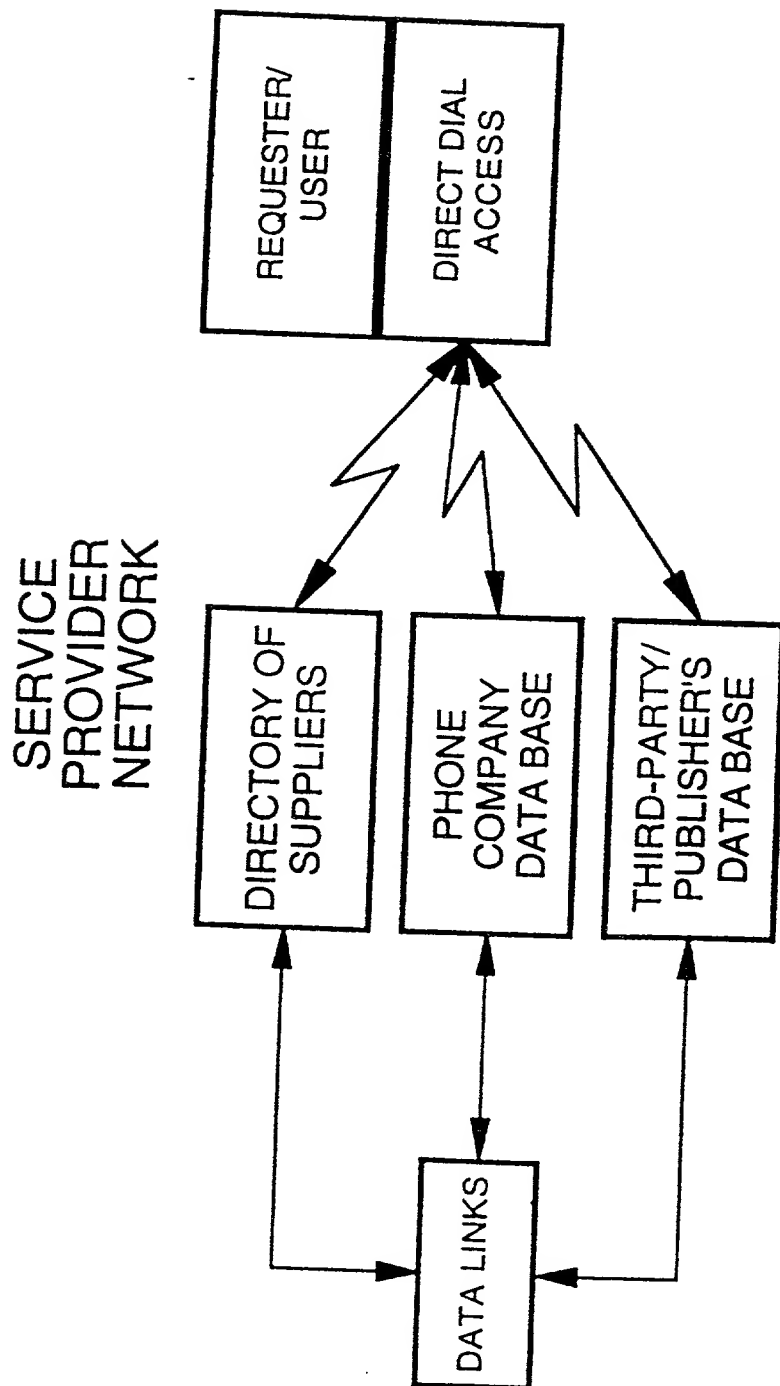 SERVICE
PROVIDER
NETWORK
REQUESTER/
USER
DIRECT DIAL
ACCESS
DIRECTORY OF
SUPPLIERS
PHONE
COMPANY
DATA BASE
THIRD-PARTY/
PUBLISHER'S
DATA BASE
DATA LINKS